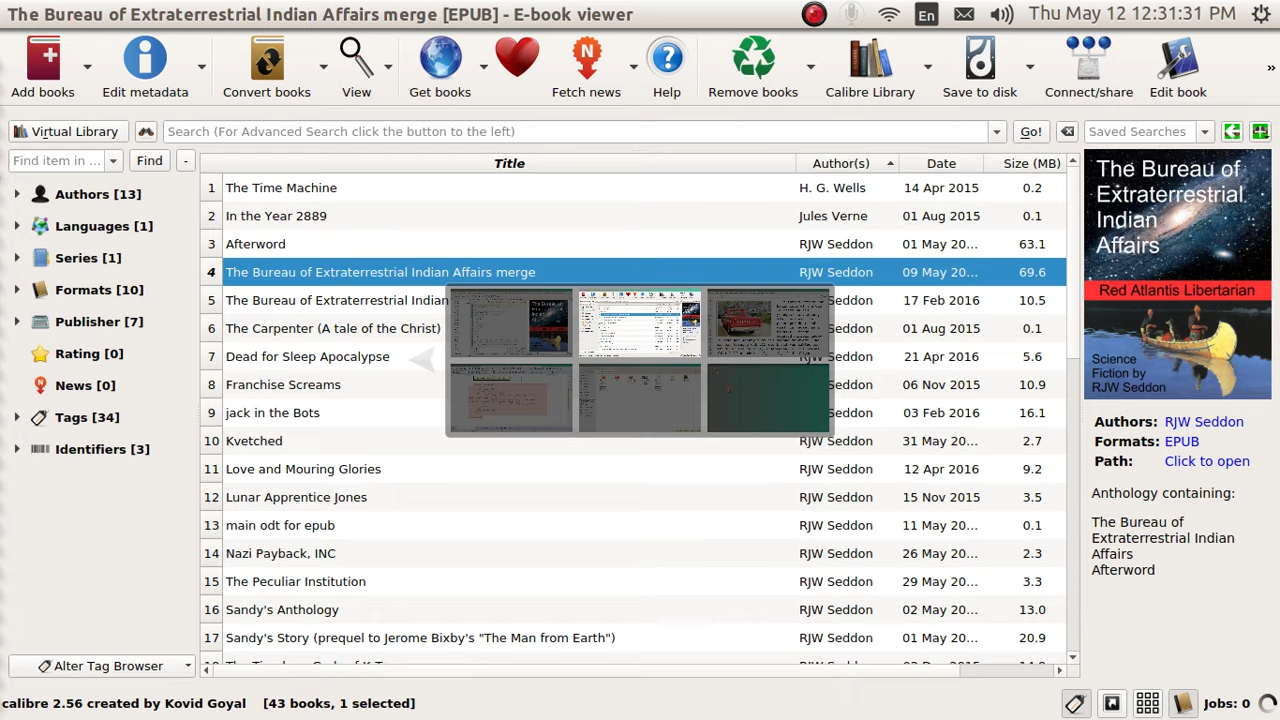 The Bureau of Extraterrestrial Indian Affairs merge [EPUB] - E-book viewer
En
Thu May 12 12:31:31 PM
Add books
Edit metadata
Convert books
View
Get books
N
Fetch news
?
Help
Remove books
Calibre Library
Save to disk
Connect/share
Edit book
»
Virtual Library
Search (For Advanced Search click the button to the left)
Go!
Saved Searches
Find item in ...
Find
-
Title
Author(s)
Date
Size (MB)
Authors [13]
Languages [1]
Series [1]
Formats [10]
Publisher [7]
Rating [0]
News [0]
Tags [34]
Identifiers [3]
1 The Time Machine H. G. Wells 14 Apr 2015 0.2
2 In the Year 2889 Jules Verne 01 Aug 2015 0.1
3 Afterword RJW Seddon 01 May 20... 63.1
4 The Bureau of Extraterrestrial Indian Affairs merge RJW Seddon 09 May 20... 69.6
5 The Bureau of Extraterrestrial Indian Seddon 17 Feb 2016 10.5
6 The Carpenter (A tale of the Christ) Seddon 01 Aug 2015 0.1
7 Dead for Sleep Apocalypse Seddon 21 Apr 2016 5.6
8 Franchise Screams Seddon 06 Nov 2015 10.9
9 jack in the Bots Seddon 03 Feb 2016 16.1
10 Kvetched RJW Seddon 31 May 20... 2.7
11 Love and Mouring Glories RJW Seddon 12 Apr 2016 9.2
12 Lunar Apprentice Jones RJW Seddon 15 Nov 2015 3.5
13 main odt for epub RJW Seddon 11 May 20... 0.1
14 Nazi Payback, INC RJW Seddon 26 May 20... 2.3
15 The Peculiar Institution RJW Seddon 29 May 20... 3.3
16 Sandy's Anthology RJW Seddon 02 May 20... 13.0
17 Sandy's Story (prequel to Jerome Bixby's "The Man from Earth") RJW Seddon 01 May 20... 20.9
The Bureau of
Extraterrestrial
Indian
Affairs
Red Atlantis Libertarian
Science
Fiction by
RJW Seddon
Authors: RJW Seddon
Formats: EPUB
Path: Click to open
Anthology containing:
The Bureau of
Extraterrestrial Indian
Affairs
Afterword
Alter Tag Browser
calibre 2.56 created by Kovid Goyal [43 books, 1 selected]
Jobs: 0